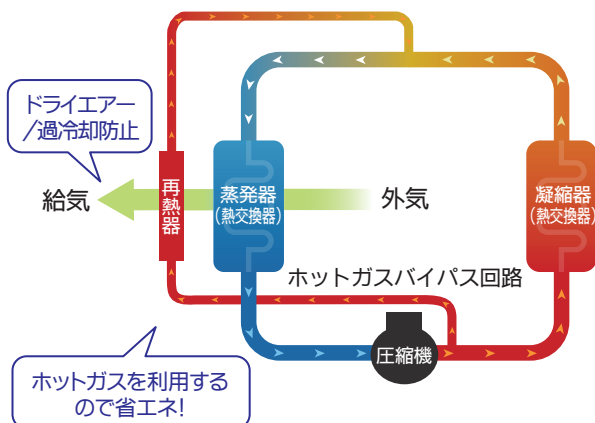 ドライエアー
/過冷却防止
給気
再熱器
蒸発器
(熱交換器)
外気
凝縮器
(熱交換器)
ホットガスバイパス回路
圧縮機
ホットガスを利用する
ので省エネ!